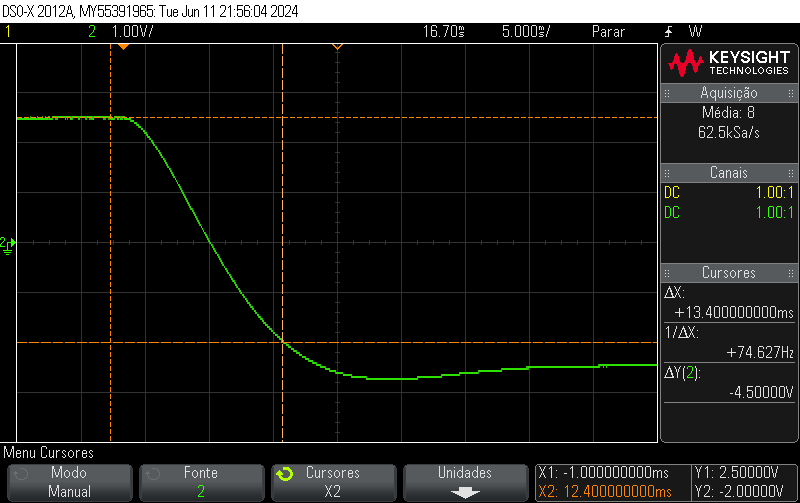 DSO-X 2012A, MY55391965: Tue Jun 11 21:56:04 2024
1 2 1.00V/ 16.70s 5.000s/ Parar W
KEYSIGHT
TECHNOLOGIES
Aquisição
Média: 8
62.5kSa/s
Canais
DC 1.00:1
DC 1.00:1
Cursores
ΔX:
+13.400000000ms
1/ΔX:
+74.627Hz
ΔY(2):
-4.50000V
2
Menu Cursores
Modo
Manual
Fonte
2
Cursores
X2
Unidades
X1: -1.000000000ms
X2: 12.400000000ms
Y1: 2.50000V
Y2: -2.00000V